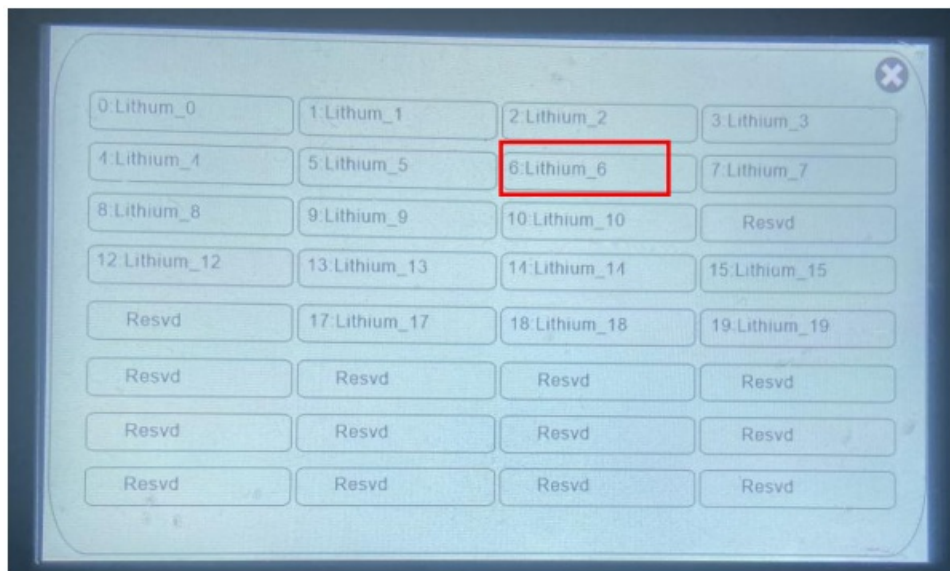 0:Lithum_0 1:Lithum_1 2:Lithium_2 3:Lithium_3
4:Lithium_4 5:Lithium_5 6:Lithium_6 7:Lithium_7
8:Lithium_8 9:Lithium_9 10:Lithium_10 Resvd
12:Lithium_12 13:Lithium_13 14:Lithium_14 15:Lithium_15
Resvd 17:Lithium_17 18:Lithium_18 19:Lithium_19
Resvd Resvd Resvd Resvd
Resvd Resvd Resvd Resvd
Resvd Resvd Resvd Resvd